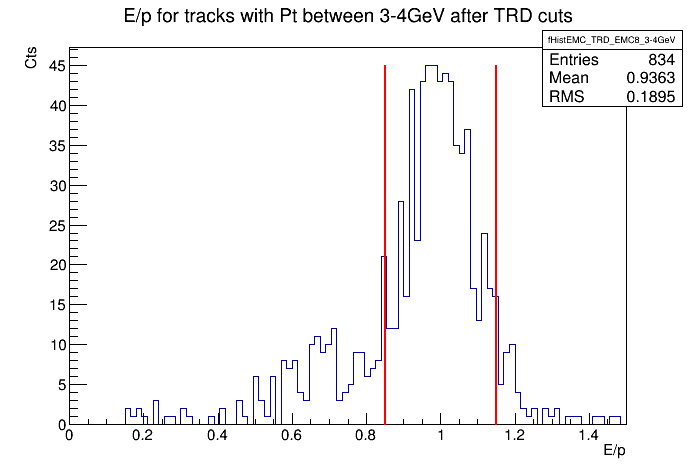 E/p for tracks with Pt between 3-4GeV after TRD cuts
fHistEMC_TRD_EMC8_3-4GeV
Entries 834
Mean 0.9363
RMS 0.1895
Cts
45
40
35
30
25
20
15
10
5
0
0 0.2 0.4 0.6 0.8 1 1.2 1.4
E/p